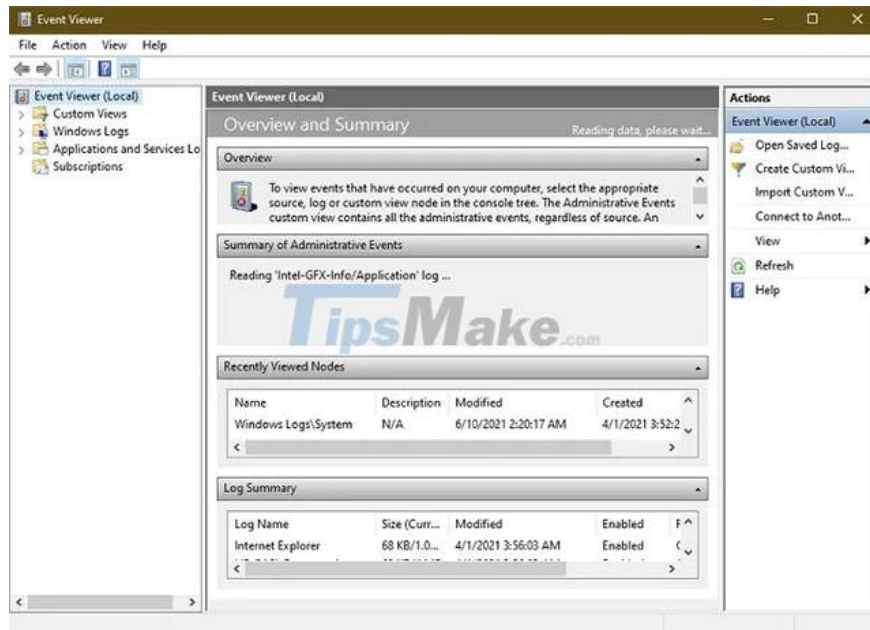 Event Viewer
File Action View Help
Event Viewer (Local)
Custom Views
Windows Logs
Applications and Services Lo
Subscriptions
Event Viewer (Local)
Overview and Summary
Reading data, please wait...
Overview
To view events that have occurred on your computer, select the appropriate
source, log or custom view node in the console tree. The Administrative Events
custom view contains all the administrative events, regardless of source. An
Summary of Administrative Events
Reading 'Intel-GFX-Info/Application' log ...
TipsMake.com
Recently Viewed Nodes
Name Description Modified Created
Windows Logs\System N/A 6/10/2021 2:20:17 AM 4/1/2021 3:52:2
Log Summary
Log Name Size (Curr... Modified Enabled
Internet Explorer 68 KB/1.0... 4/1/2021 3:56:03 AM Enabled
Actions
Event Viewer (Local)
Open Saved Log...
Create Custom Vi...
Import Custom V...
Connect to Anot...
View
Refresh
Help